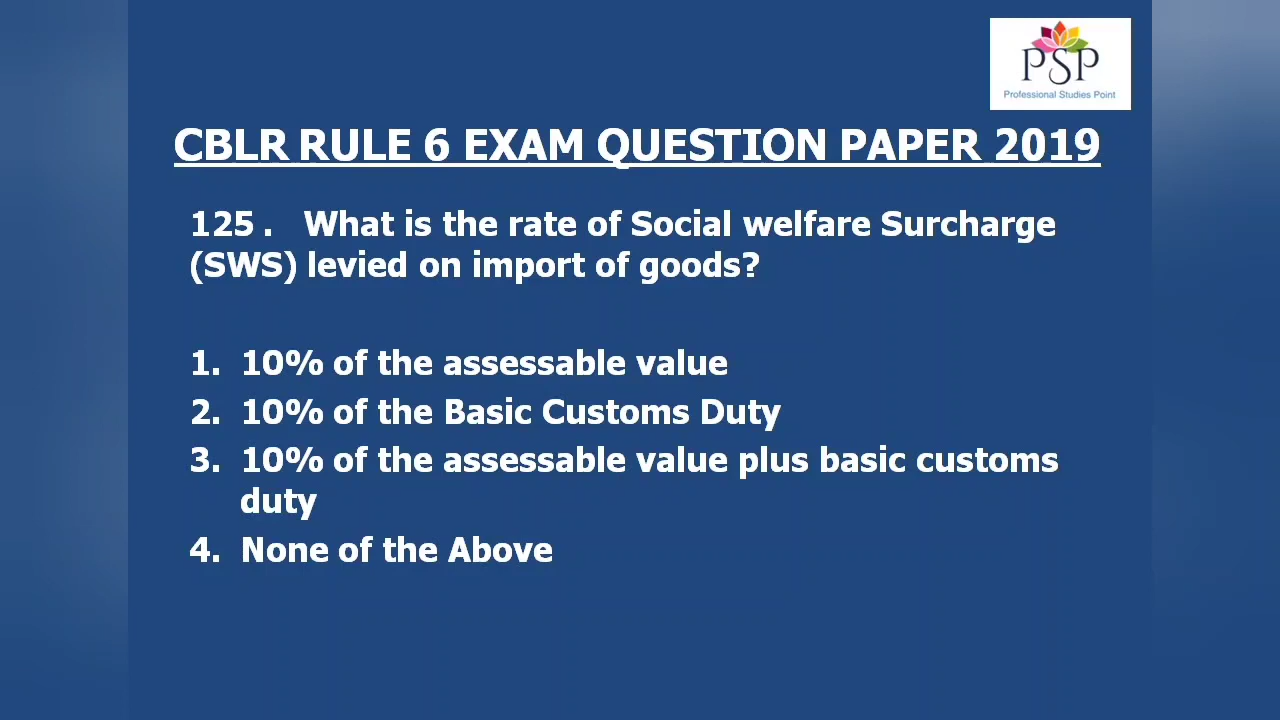 PSP
Professional Studies Point
CBLR RULE 6 EXAM QUESTION PAPER 2019
125 . What is the rate of Social welfare Surcharge
(SWS) levied on import of goods?
1. 10% of the assessable value
2. 10% of the Basic Customs Duty
3. 10% of the assessable value plus basic customs
duty
4. None of the Above